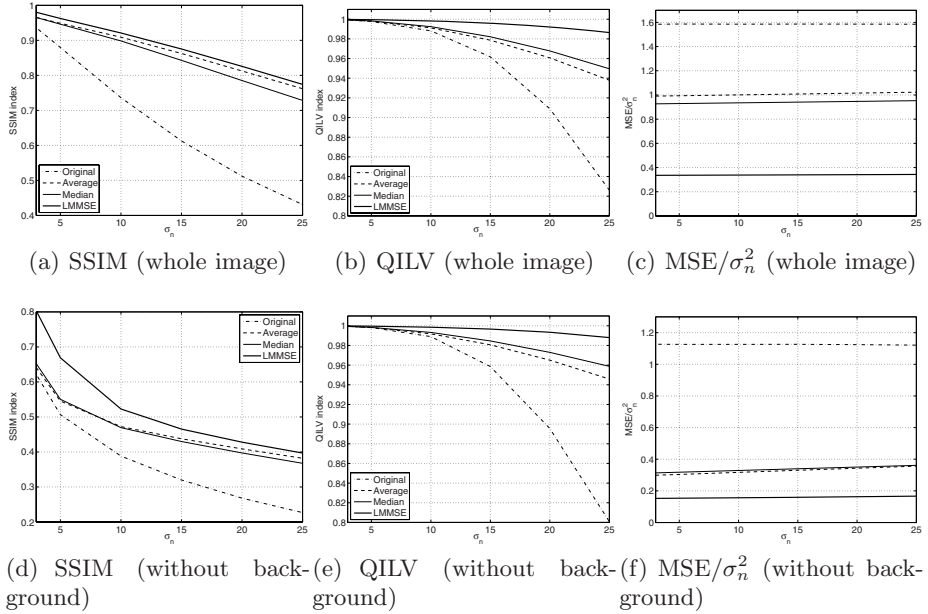 1
0.9
0.8
0.7
0.6
0.5
0.4
SSIM index
5 10 15 20 25
σn
Original
Average
Median
LMMSE
(a) SSIM (whole image)
1
0.98
0.96
0.94
0.92
0.9
0.88
0.86
0.84
0.82
0.8
QILV index
5 10 15 20 25
σn
Original
Average
Median
LMMSE
(b) QILV (whole image)
1.6
1.4
1.2
1
0.8
0.6
0.4
0.2
0
MSE/σn²
5 10 15 20 25
σn
(c) MSE/σn² (whole image)
0.8
0.7
0.6
0.5
0.4
0.3
0.2
SSIM index
5 10 15 20 25
σn
Original
Average
Median
LMMSE
(d) SSIM (without back-
ground)
1
0.98
0.96
0.94
0.92
0.9
0.88
0.86
0.84
0.82
0.8
QILV index
5 10 15 20 25
σn
Original
Average
Median
LMMSE
(e) QILV (without back-
ground)
1.2
1
0.8
0.6
0.4
0.2
0
MSE/σn²
5 10 15 20 25
σn
(f) MSE/σn² (without back-
ground)